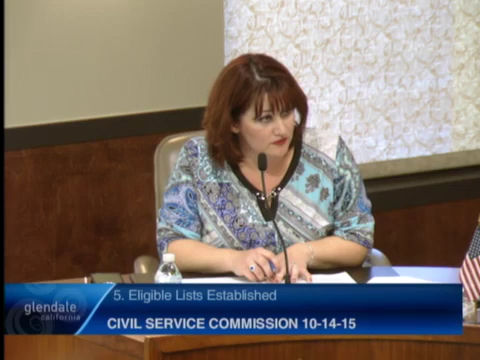 5. Eligible Lists Established
glendale
california
CIVIL SERVICE COMMISSION 10-14-15